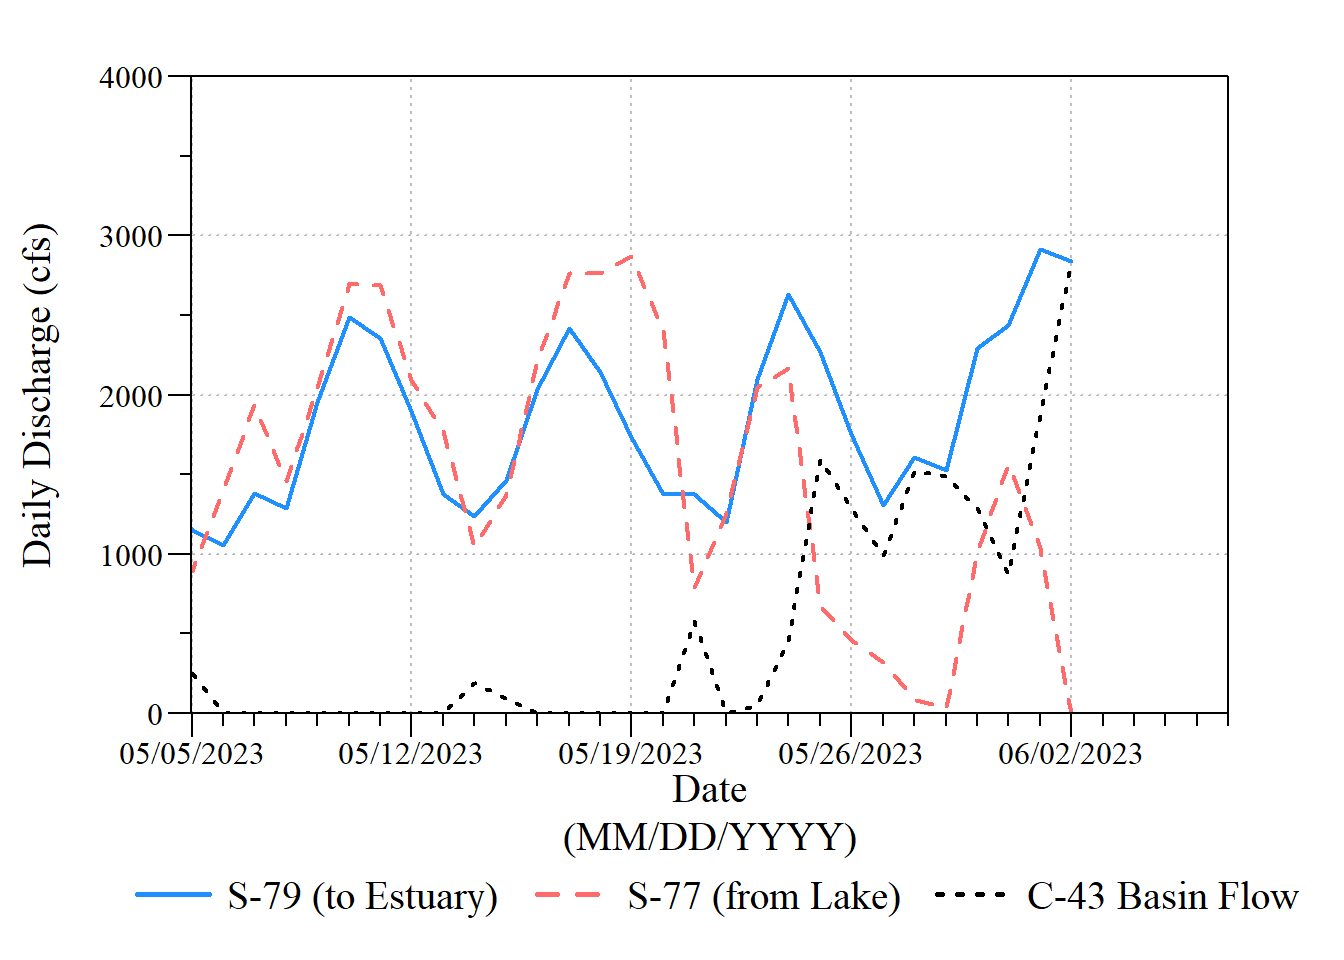 Daily Discharge (cfs)
4000
3000
2000
1000
0
05/05/2023 05/12/2023 05/19/2023 05/26/2023 06/02/2023
Date
(MM/DD/YYYY)
S-79 (to Estuary) S-77 (from Lake) C-43 Basin Flow